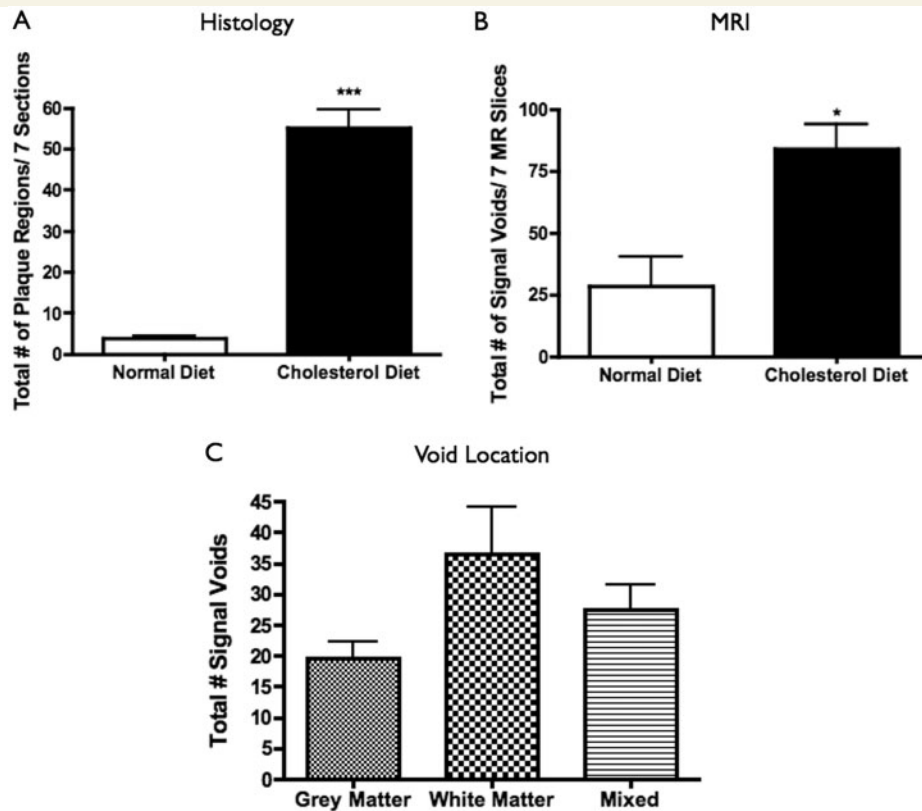 A
Histology
Total # of Plaque Regions/ 7 Sections
60
50
40
30
20
10
0
***
Normal Diet
Cholesterol Diet
B
MRI
Total # of Signal Voids/ 7 MR Slices
100
75
50
25
0
*
Normal Diet
Cholesterol Diet
C
Void Location
Total # Signal Voids
45
40
35
30
25
20
15
10
5
0
Grey Matter
White Matter
Mixed